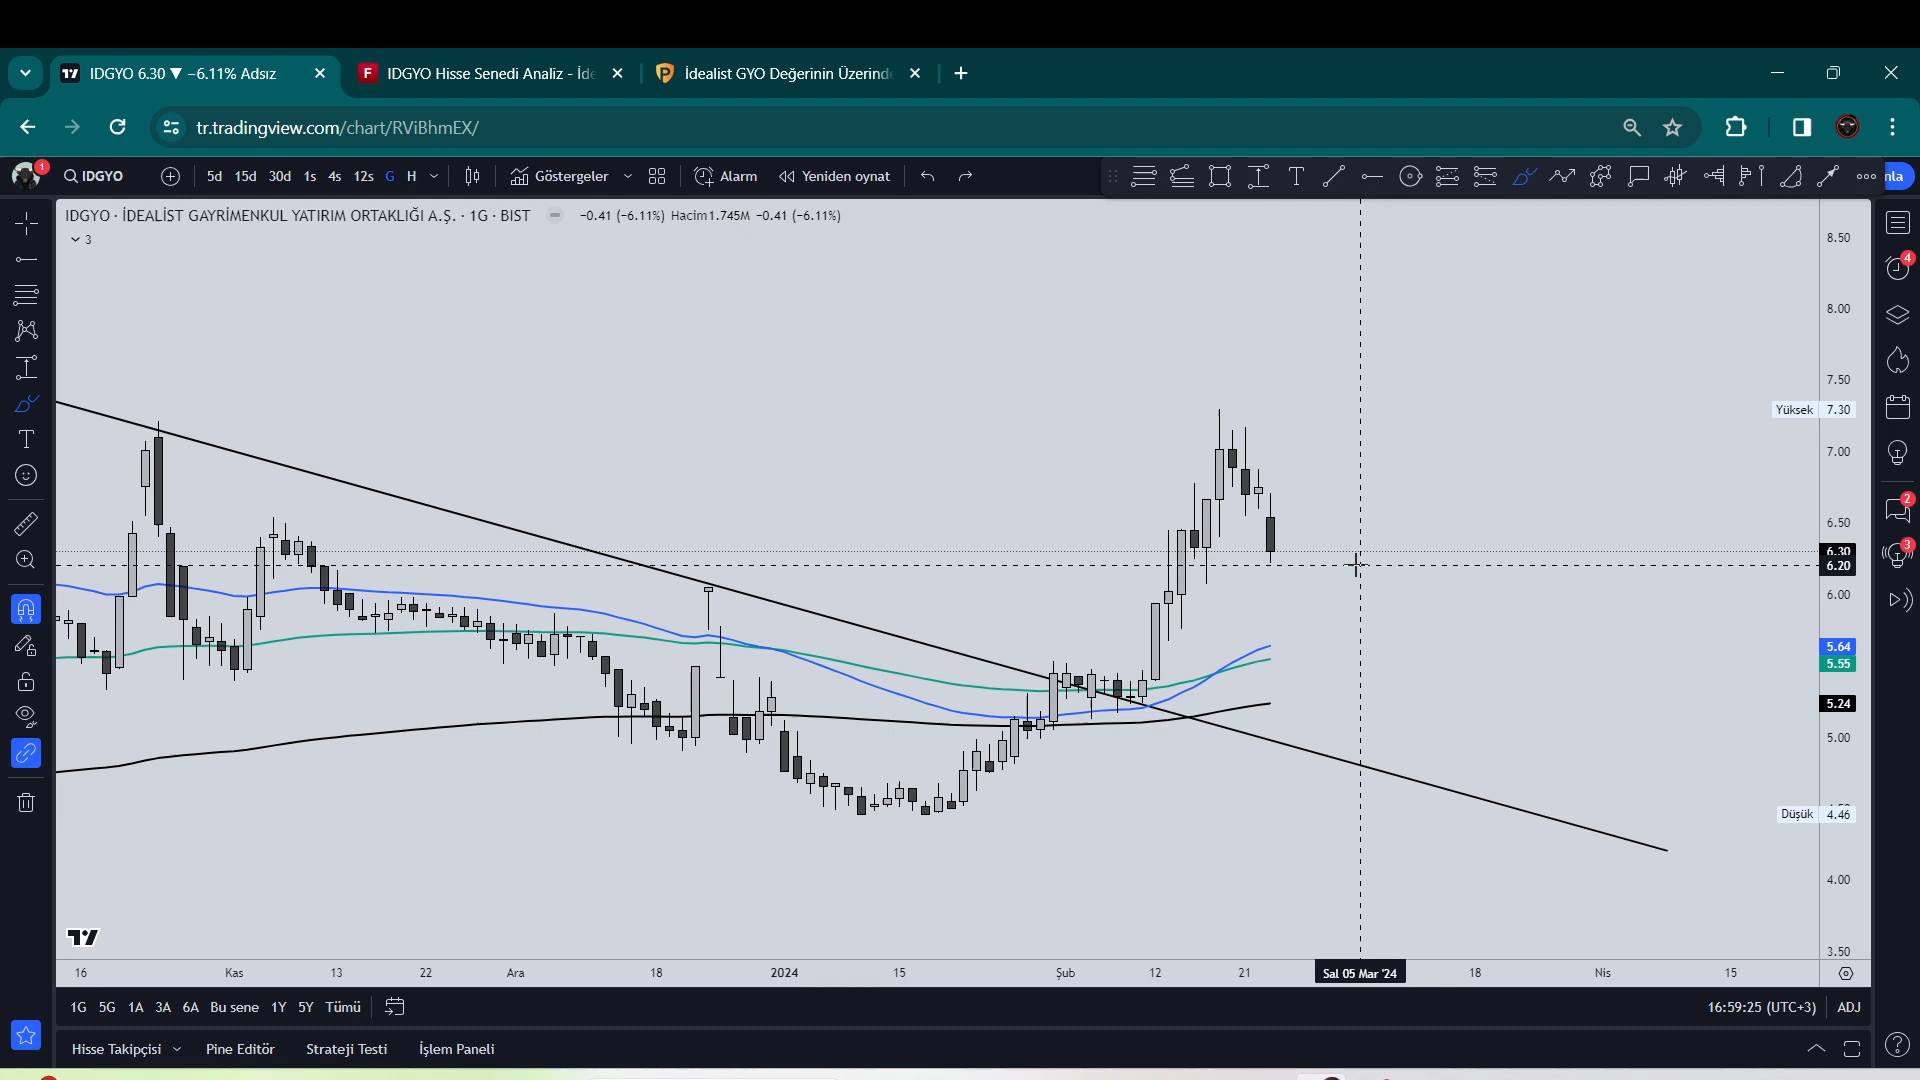 IDGYO 6.30 ▼ −6.11% Adsız
IDGYO Hisse Senedi Analiz - İde
İdealist GYO Değerinin Üzerinde
tr.tradingview.com/chart/RViBhmEX/
1
IDGYO
5d 15d 30d 1s 4s 12s G H
Göstergeler
Alarm
Yeniden oynat
nla
IDGYO · İDEALİST GAYRİMENKUL YATIRIM ORTAKLIĞI A.Ş. · 1G · BIST
−0.41 (−6.11%) Hacim1.745M −0.41 (−6.11%)
3
8.50
4
8.00
7.50
Yüksek 7.30
7.00
6.50
2
6.30
3
6.20
6.00
5.64
5.55
5.24
5.00
Düşük 4.46
4.00
3.50
16 Kas 13 22 Ara 18 2024 15 Şub 12 21 Sal 05 Mar '24 18 Nis 15
1G 5G 1A 3A 6A Bu sene 1Y 5Y Tümü
16:59:25 (UTC+3) ADJ
Hisse Takipçisi Pine Editör Strateji Testi İşlem Paneli